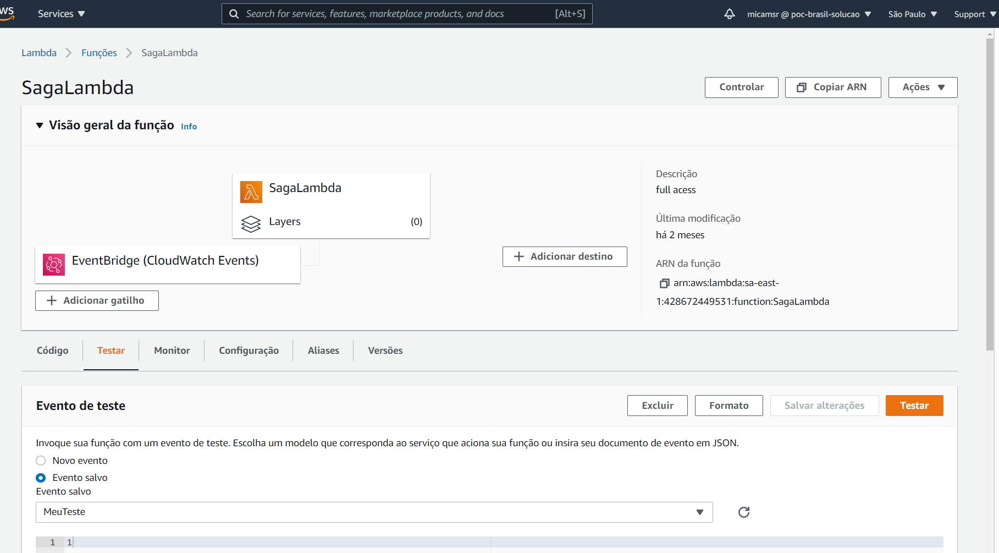 WS
Services
Search for services, features, marketplace products, and docs
[Alt+S]
micamsr @ poc-brasil-solucao
São Paulo
Support
Lambda
Funções
SagaLambda
SagaLambda
Controlar
Copiar ARN
Ações
Visão geral da função Info
SagaLambda
Layers
(0)
EventBridge (CloudWatch Events)
Adicionar gatilho
Adicionar destino
Descrição
full acess
Última modificação
há 2 meses
ARN da função
arn:aws:lambda:sa-east-
1:428672449531:function:SagaLambda
Código
Testar
Monitor
Configuração
Aliases
Versões
Evento de teste
Excluir
Formato
Salvar alterações
Testar
Invoque sua função com um evento de teste. Escolha um modelo que corresponda ao serviço que aciona sua função ou insira seu documento de evento em JSON.
Novo evento
Evento salvo
Evento salvo
MeuTeste
1 1